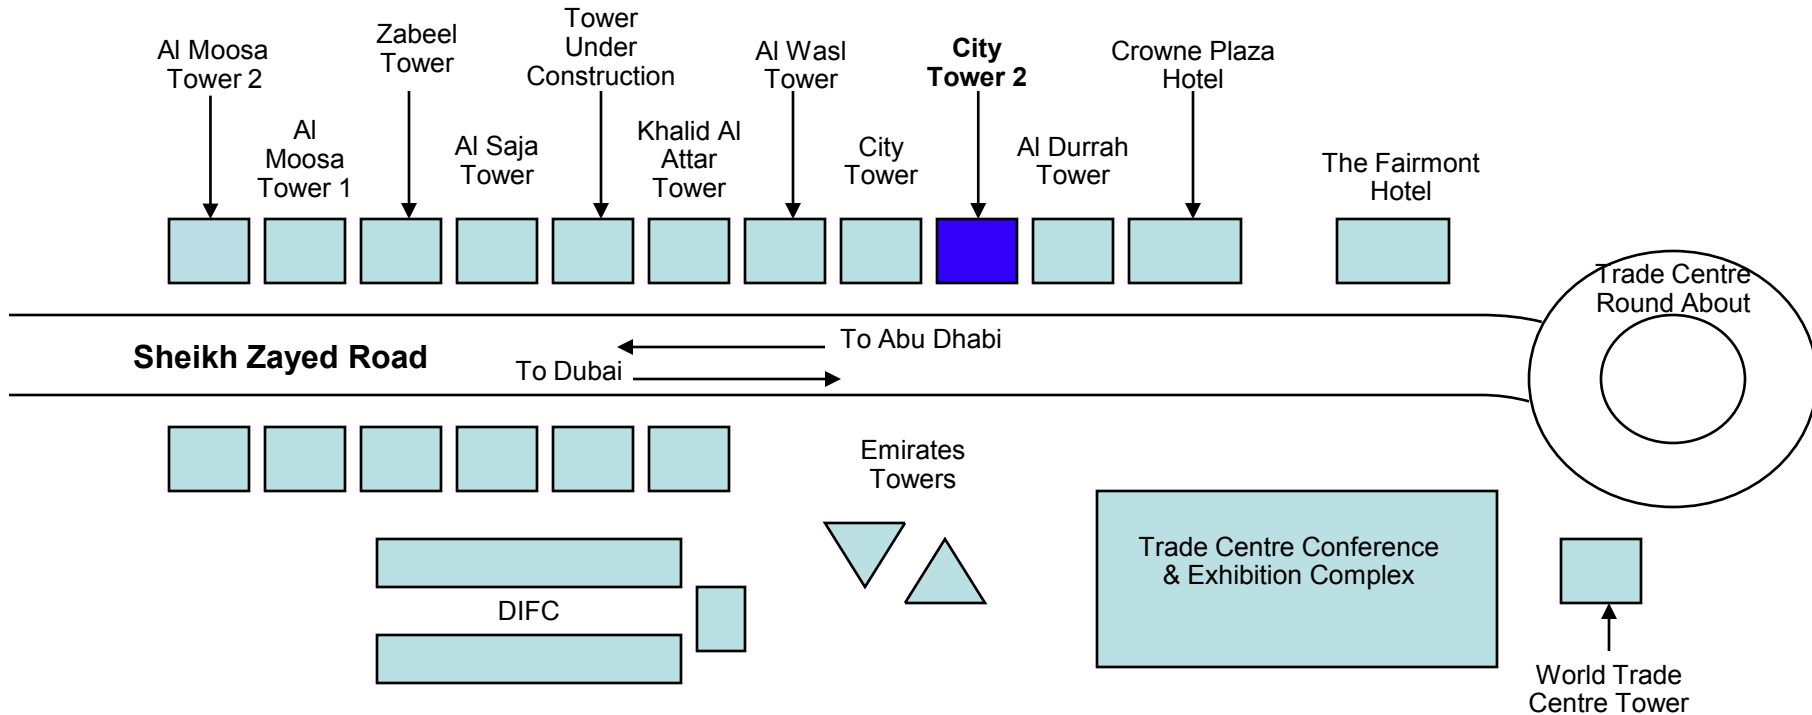 Al Moosa
Tower 2
Al
Moosa
Tower 1
Zabeel
Tower
Al Saja
Tower
Tower
Under
Construction
Khalid Al
Attar
Tower
Al Wasl
Tower
City
Tower
City
Tower 2
Al Durrah
Tower
Crowne Plaza
Hotel
The Fairmont
Hotel
Trade Centre
Round About
Sheikh Zayed Road
To Abu Dhabi
To Dubai
Emirates
Towers
Trade Centre Conference
& Exhibition Complex
DIFC
World Trade
Centre Tower